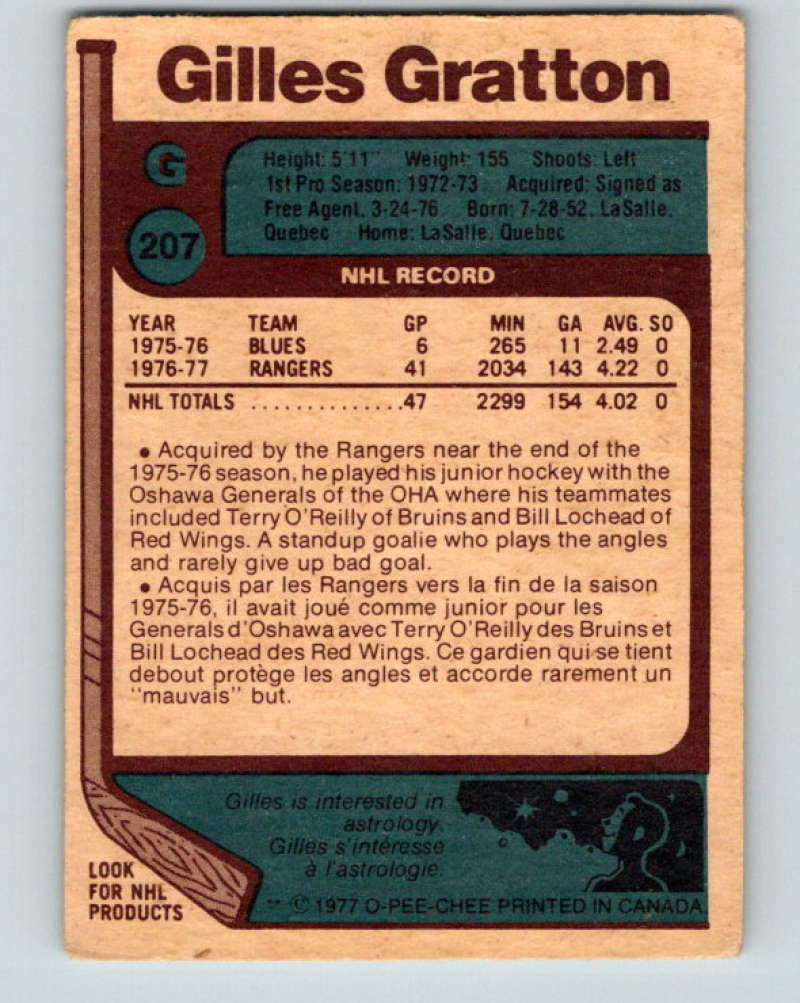 Gilles Gratton
G
207
Height: 5'11" Weight: 155 Shoots: Left
1st Pro Season: 1972-73 Acquired: Signed as
Free Agent, 3-24-76 Born: 7-28-52, LaSalle,
Quebec Home: LaSalle, Quebec
NHL RECORD
YEAR TEAM GP MIN GA AVG. SO
1975-76 BLUES 6 265 11 2.49 0
1976-77 RANGERS 41 2034 143 4.22 0
NHL TOTALS ..............47 2299 154 4.02 0
• Acquired by the Rangers near the end of the
1975-76 season, he played his junior hockey with the
Oshawa Generals of the OHA where his teammates
included Terry O'Reilly of Bruins and Bill Lochead of
Red Wings. A standup goalie who plays the angles
and rarely give up bad goal.
• Acquis par les Rangers vers la fin de la saison
1975-76, il avait joué comme junior pour les
Generals d'Oshawa avec Terry O'Reilly des Bruins et
Bill Lochead des Red Wings. Ce gardien qui se tient
debout protège les angles et accorde rarement un
"mauvais" but.
Gilles is interested in
astrology.
Gilles s'intéresse
à l'astrologie.
LOOK
FOR NHL
PRODUCTS
** © 1977 O-PEE-CHEE PRINTED IN CANADA